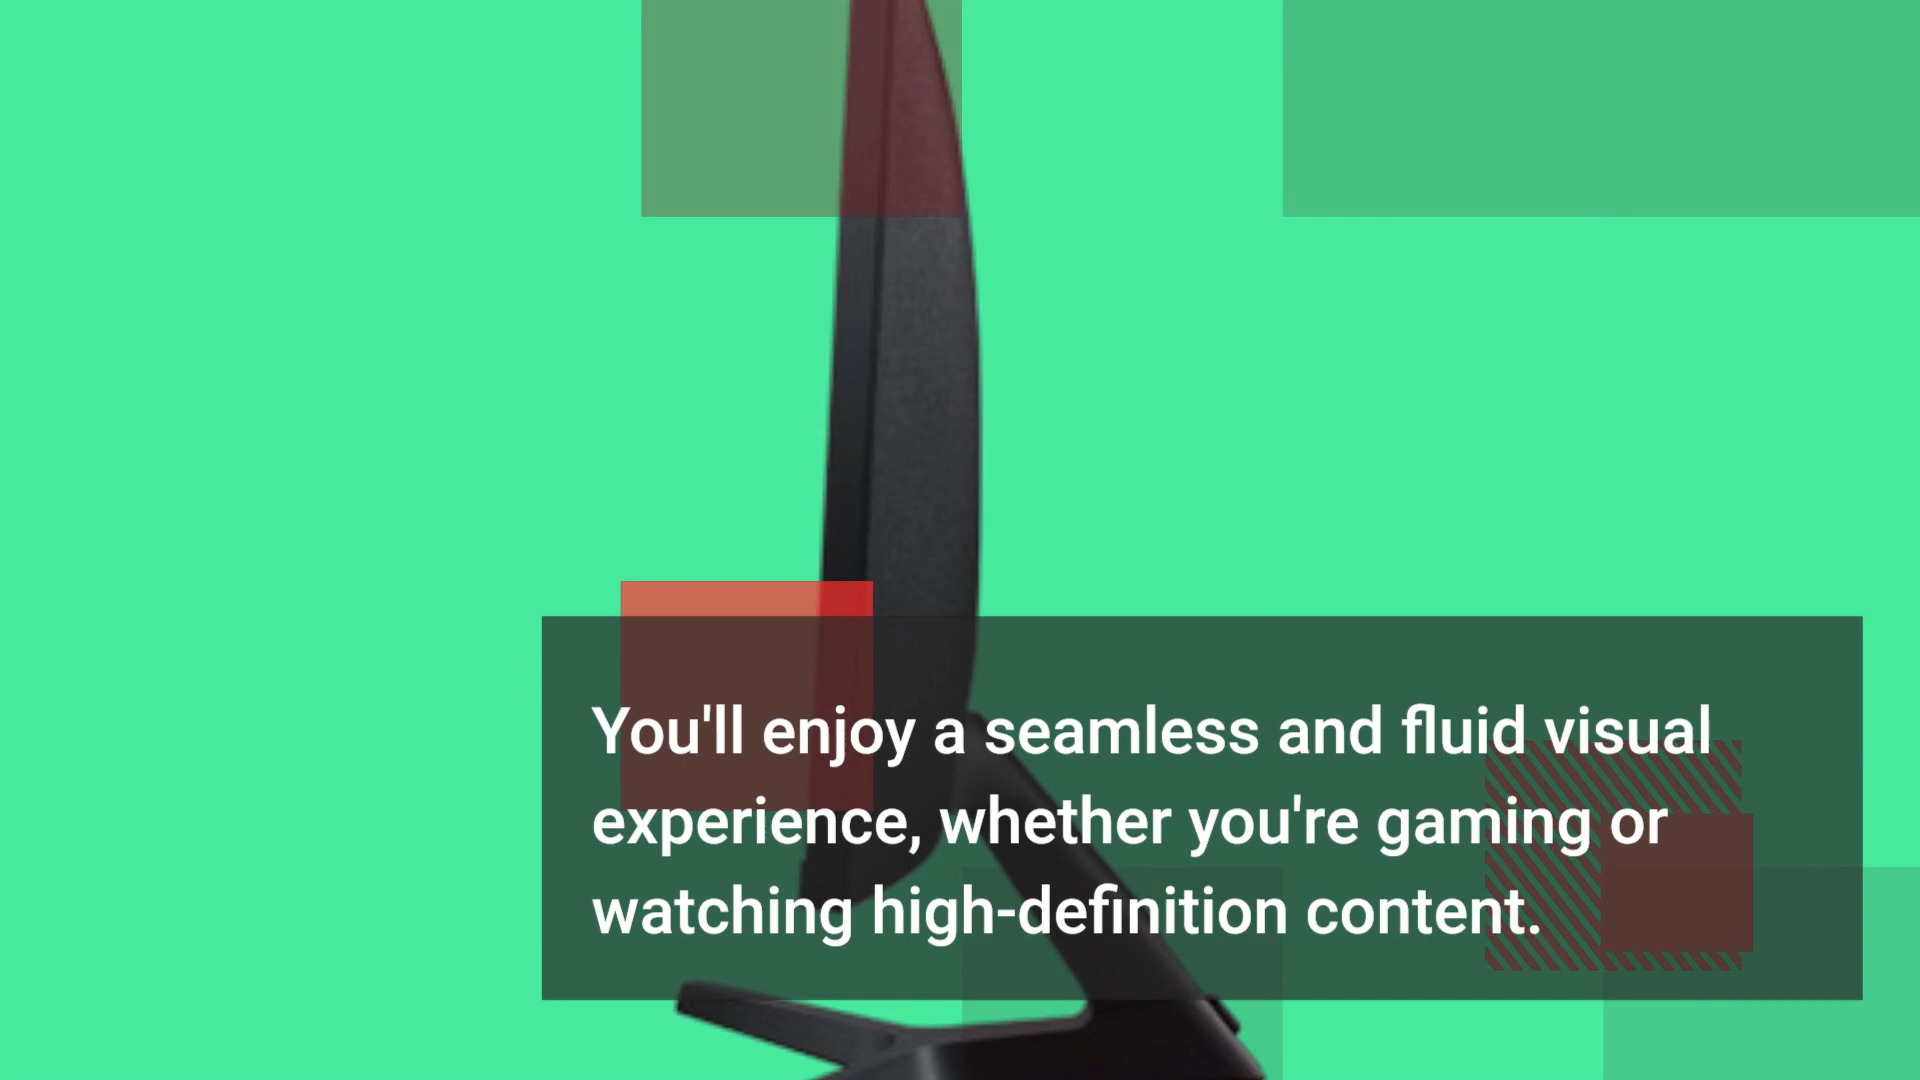 You'll enjoy a seamless and fluid visual
experience, whether you're gaming or
watching high-definition content.